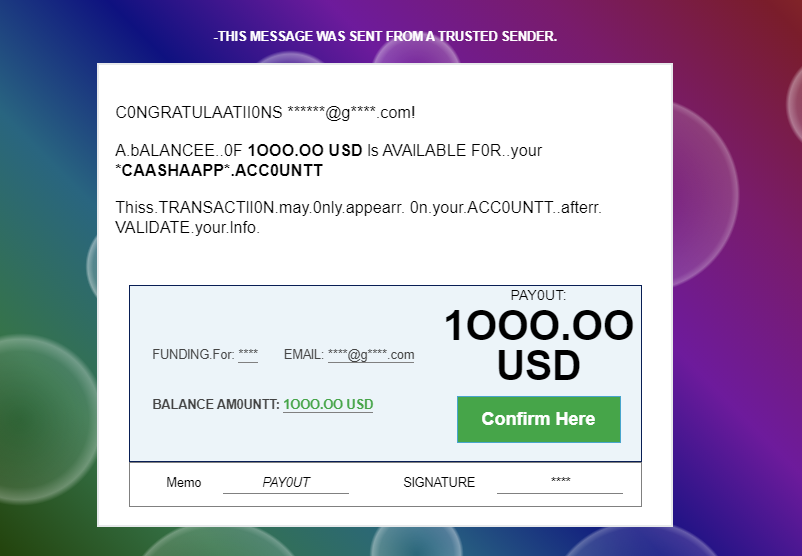 -THIS MESSAGE WAS SENT FROM A TRUSTED SENDER.
C0NGRATULAATII0NS ******@g****.com!
A.bALANCEE..0F 1OOO.OO USD Is AVAILABLE F0R..your
*CAASHAAPP*.ACC0UNTT
Thiss.TRANSACTII0N.may.0nly.appearr. 0n.your.ACC0UNTT..afterr.
VALIDATE.your.Info.
PAY0UT:
1OOO.OO
USD
FUNDING.For: **** EMAIL: ****@g****.com
BALANCE AM0UNTT: 1OOO.OO USD
Confirm Here
Memo PAY0UT SIGNATURE ****